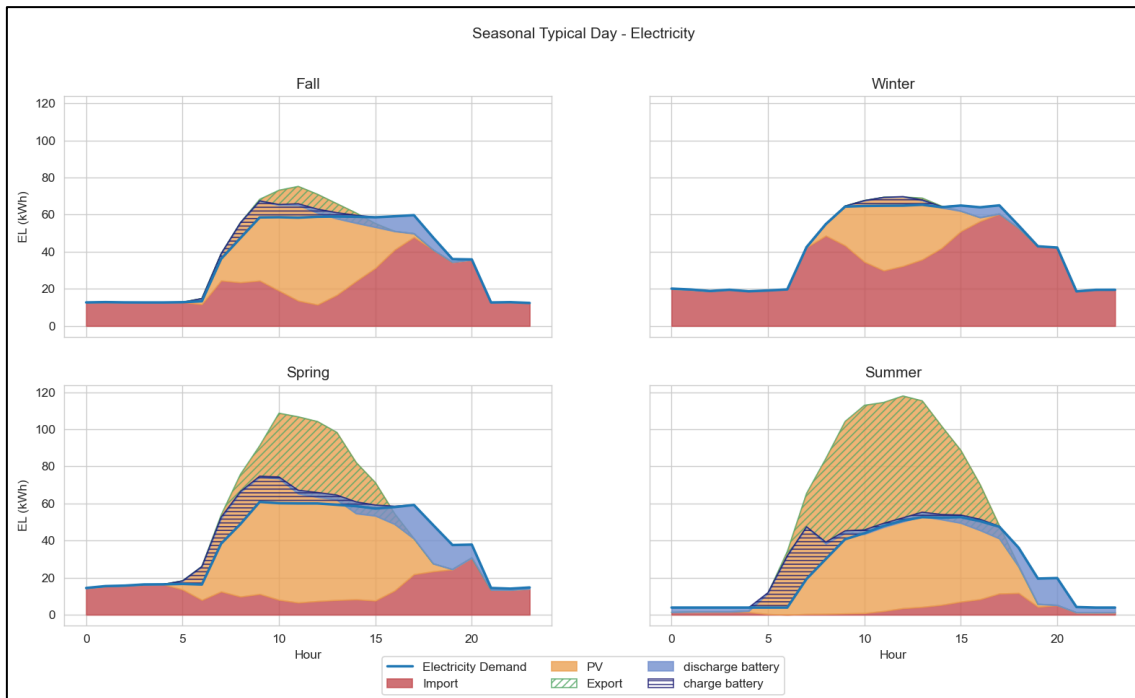 Seasonal Typical Day - Electricity
Fall
Winter
120
100
80
60
40
20
0
EL (kWh)
Spring
Summer
120
100
80
60
40
20
0
EL (kWh)
0 5 10 15 20
0 5 10 15 20
Hour
Hour
Electricity Demand PV discharge battery
Import Export charge battery